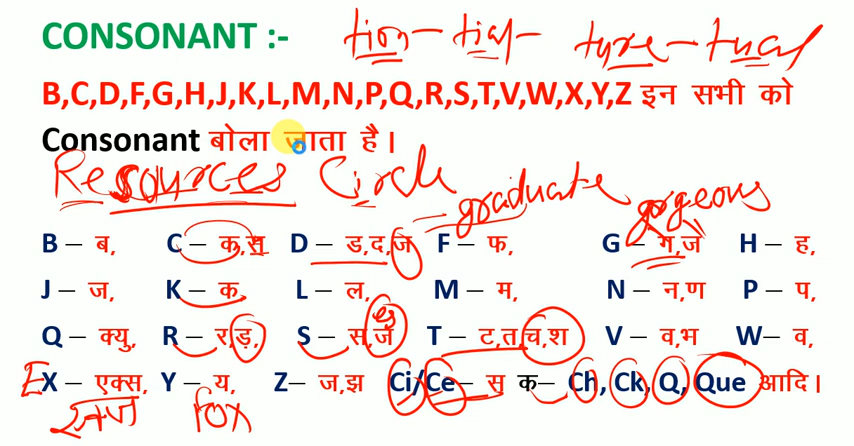 CONSONANT :- tion - tial - ture - tual
B,C,D,F,G,H,J,K,L,M,N,P,Q,R,S,T,V,W,X,Y,Z इन सभी को
Consonant बोला जाता है।
Resources Circle graduate gorgeous
B – ब, C – क,स D – ड,द,ज F – फ, G – ग,ज H – ह,
J – ज, K – क, L – ल, M – म, N – न,ण P – प,
Q – क्यु, R – र,ड़, S – स,ज T – ट,त,च,श V – व,भ W – व,
EX – एक्स, Y – य, Z– ज,झ Ci/Ce – स क– Ch, Ck, Q, Que आदि।
fox